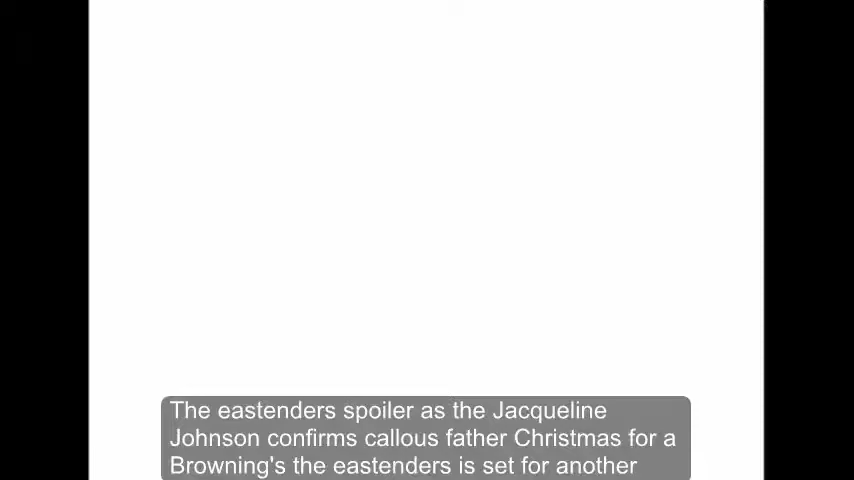 The eastenders spoiler as the Jacqueline
Johnson confirms callous father Christmas for a
Browning's the eastenders is set for another